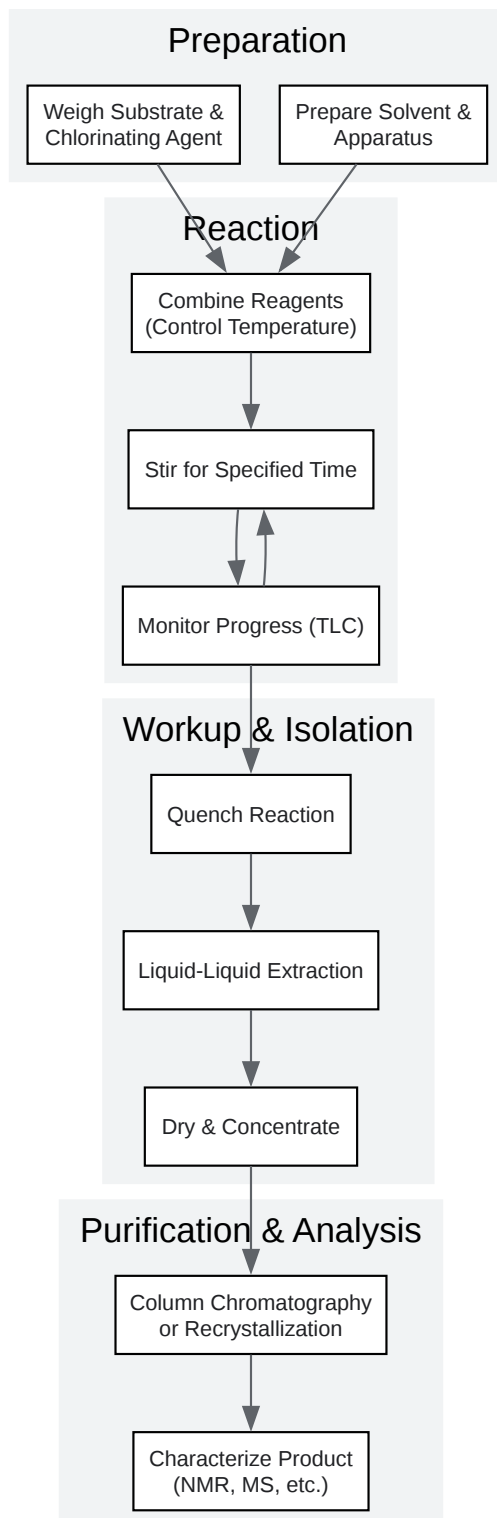 Preparation
Weigh Substrate &
Chlorinating Agent
Prepare Solvent &
Apparatus
Reaction
Combine Reagents
(Control Temperature)
Stir for Specified Time
Monitor Progress (TLC)
Workup & Isolation
Quench Reaction
Liquid-Liquid Extraction
Dry & Concentrate
Purification & Analysis
Column Chromatography
or Recrystallization
Characterize Product
(NMR, MS, etc.)